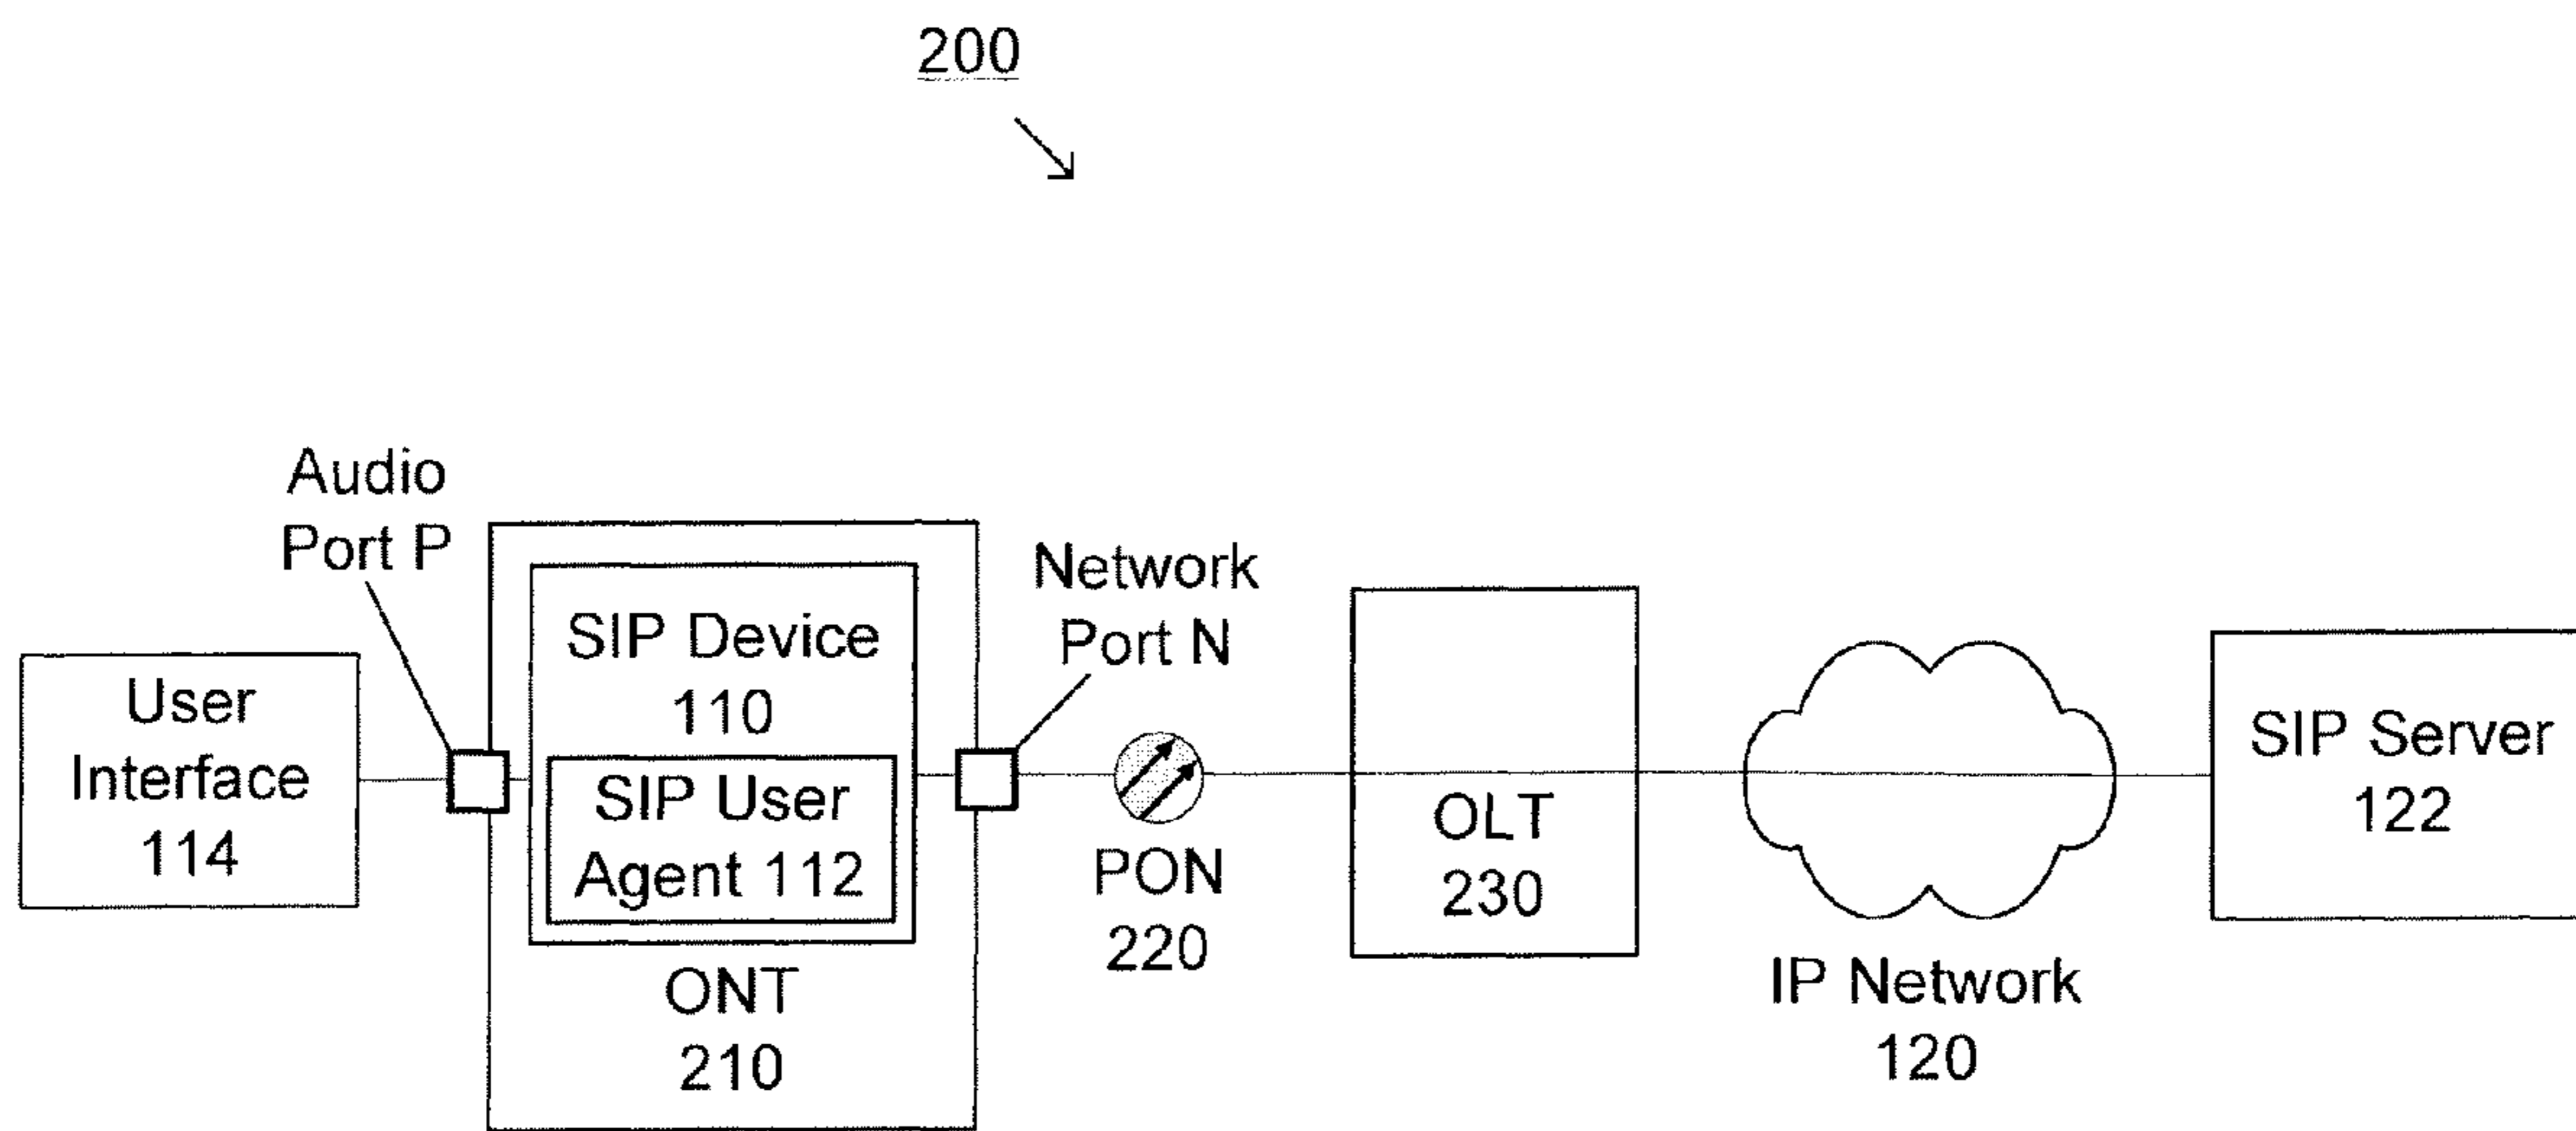 200
Audio
Port P
Network
Port N
User
Interface
114
SIP Device
110
SIP User
Agent 112
ONT
210
PON
220
OLT
230
IP Network
120
SIP Server
122